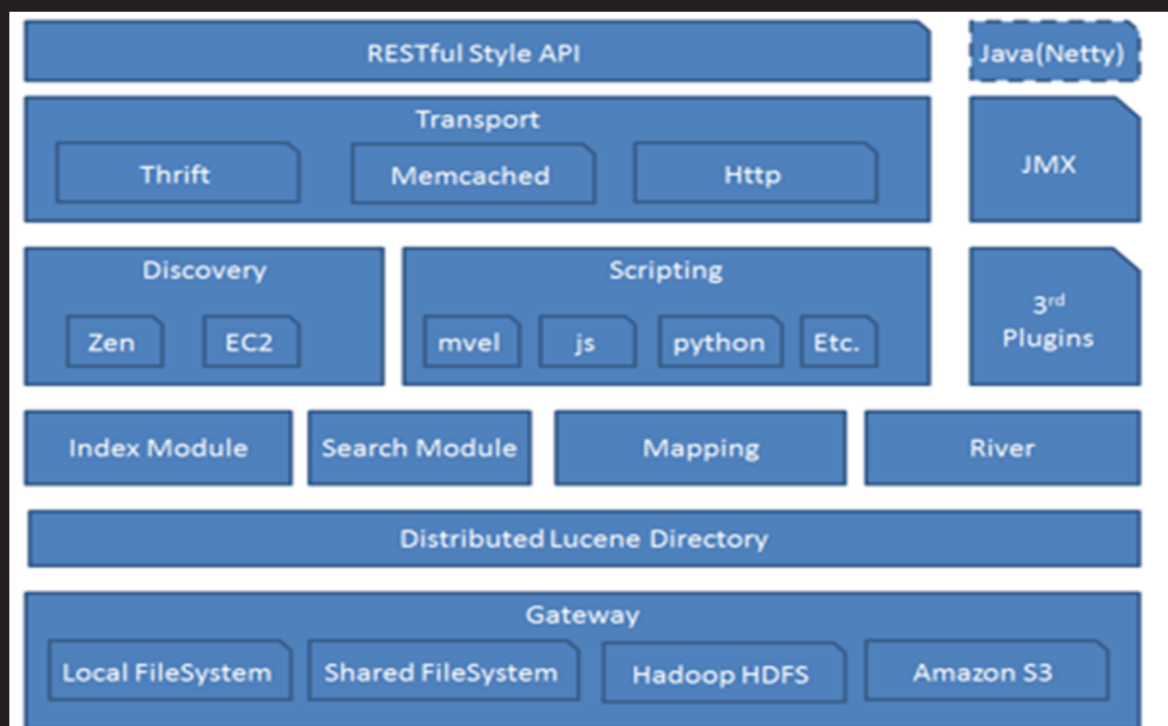 RESTful Style API
Java(Netty)
Transport
Thrift
Memcached
Http
JMX
Discovery
Zen
EC2
Scripting
mvel
js
python
Etc.
3rd
Plugins
Index Module
Search Module
Mapping
River
Distributed Lucene Directory
Gateway
Local FileSystem
Shared FileSystem
Hadoop HDFS
Amazon S3